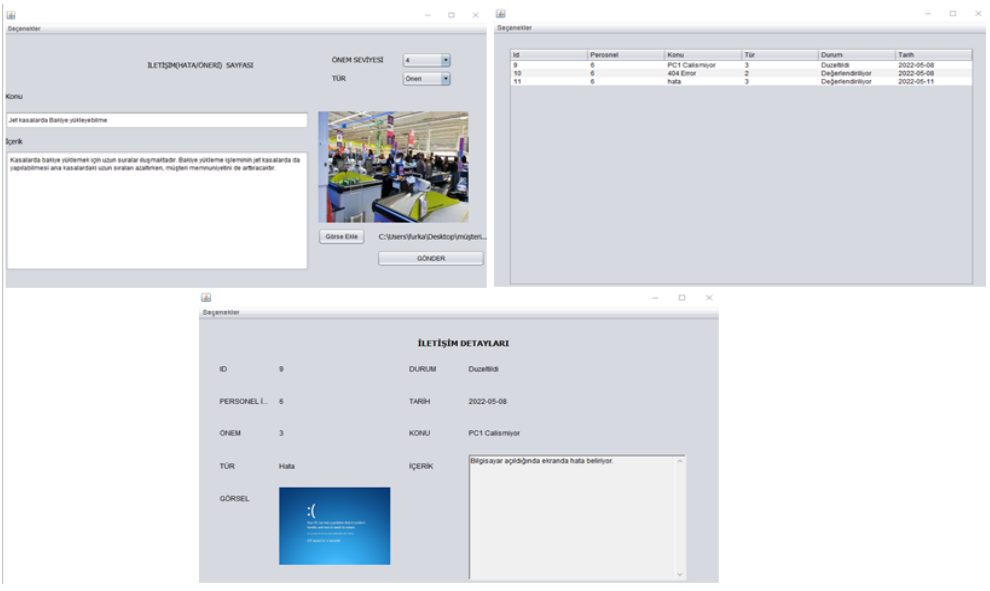 Seçenekler
İLETİŞİM(HATA/ÖNERİ) SAYFASI
ÖNEM SEVİYESİ
4
TÜR
Öneri
Konu
Jet kasalarda Bakiye yükleyebilme
İçerik
Kasalarda bakiye yüklemek için uzun sıralar oluşmaktadır. Bakiye yükleme işleminin jet kasalarda da
yapılabilmesi ana kasalardaki uzun sıraları azaltırken, müşteri memnuniyetini de arttıracaktır.
Görse Ekle
C:\Users\furka\Desktop\müşteri...
GÖNDER
Seçenekler
Id Personel Konu Tür Durum Tarih
9 6 PC1 Calismiyor 3 Duzeltildi 2022-05-08
10 6 404 Error 2 Değerlendiriliyor 2022-05-08
11 6 hata 3 Değerlendiriliyor 2022-05-11
Seçenekler
İLETİŞİM DETAYLARI
ID 9 DURUM Duzeltildi
PERSONEL İ... 6 TARİH 2022-05-08
ÖNEM 3 KONU PC1 Calismiyor
TÜR Hata İÇERİK Bilgisayar açıldığında ekranda hata beliriyor.
GÖRSEL
:(